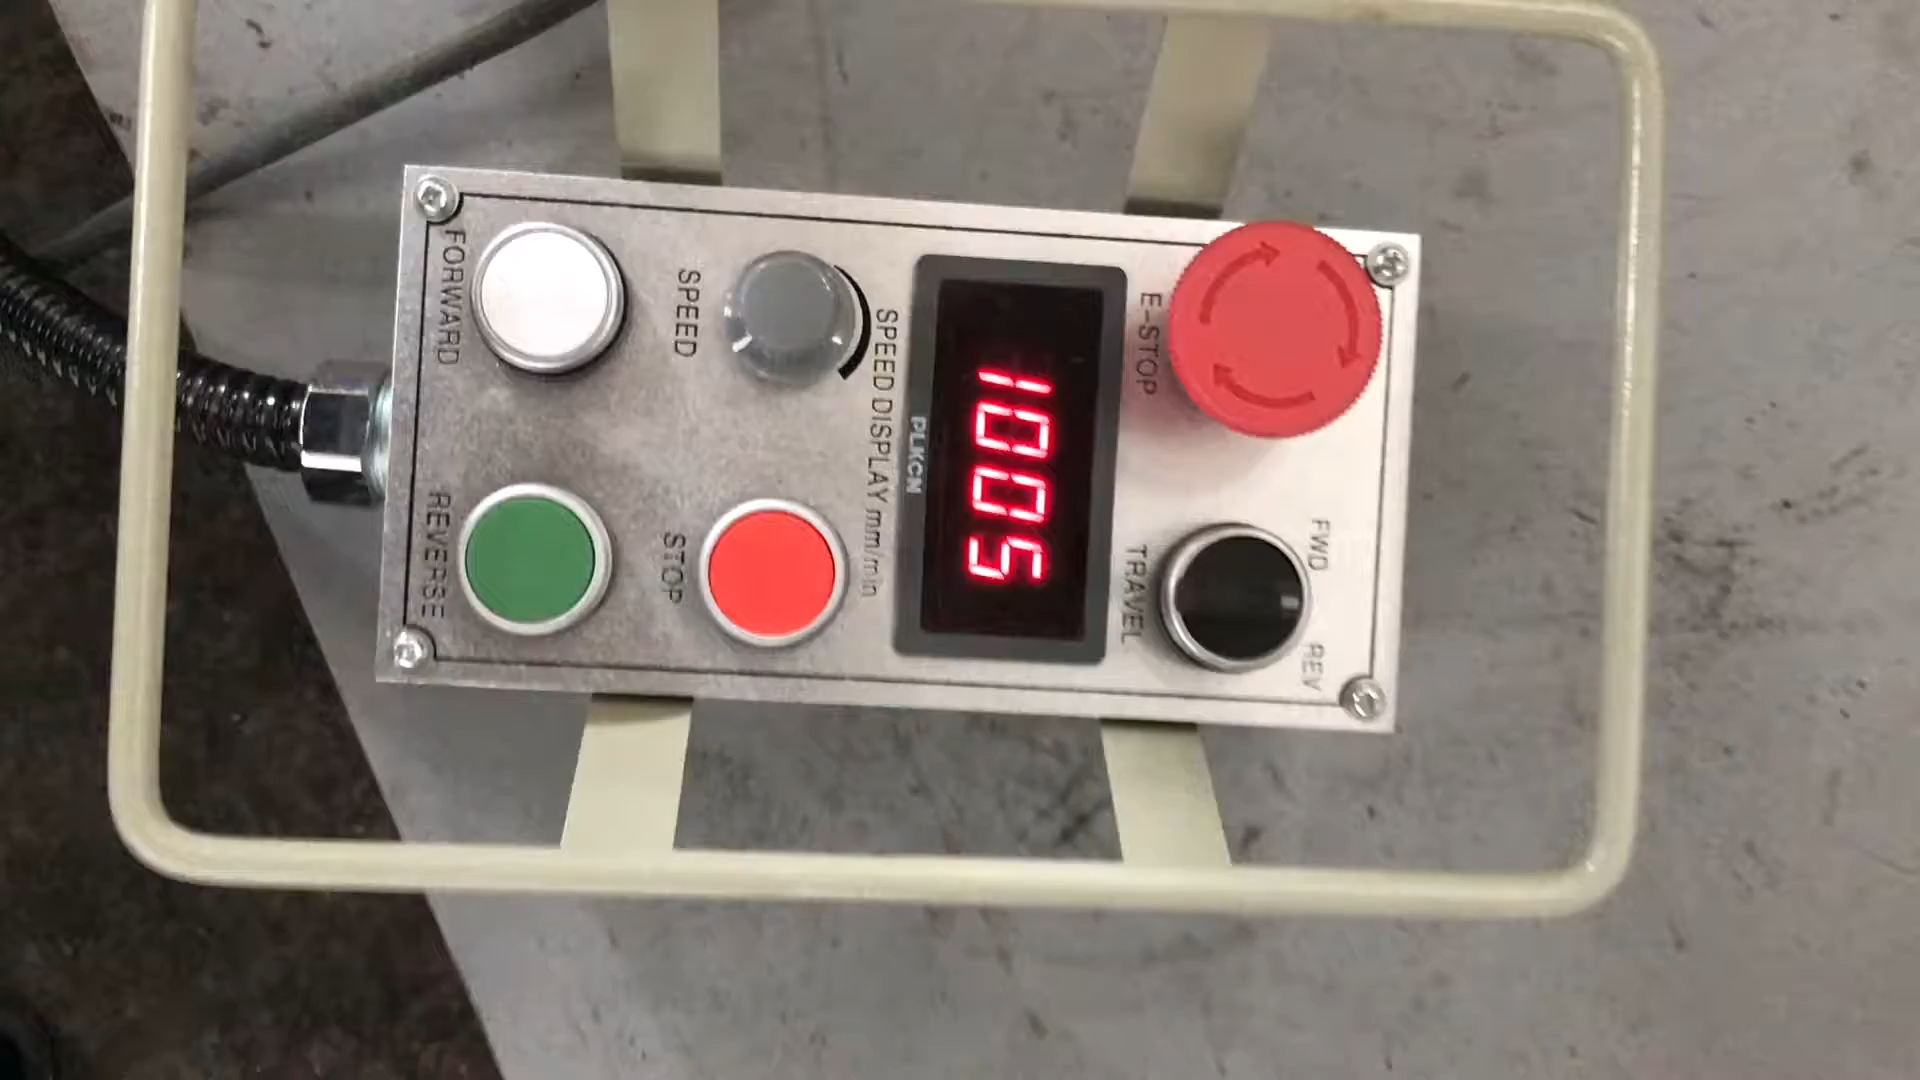 FWD REV
E-STOP
TRAVEL
1005
PLKCN
SPEED DISPLAY mm/min
SPEED
STOP
FORWARD
REVERSE